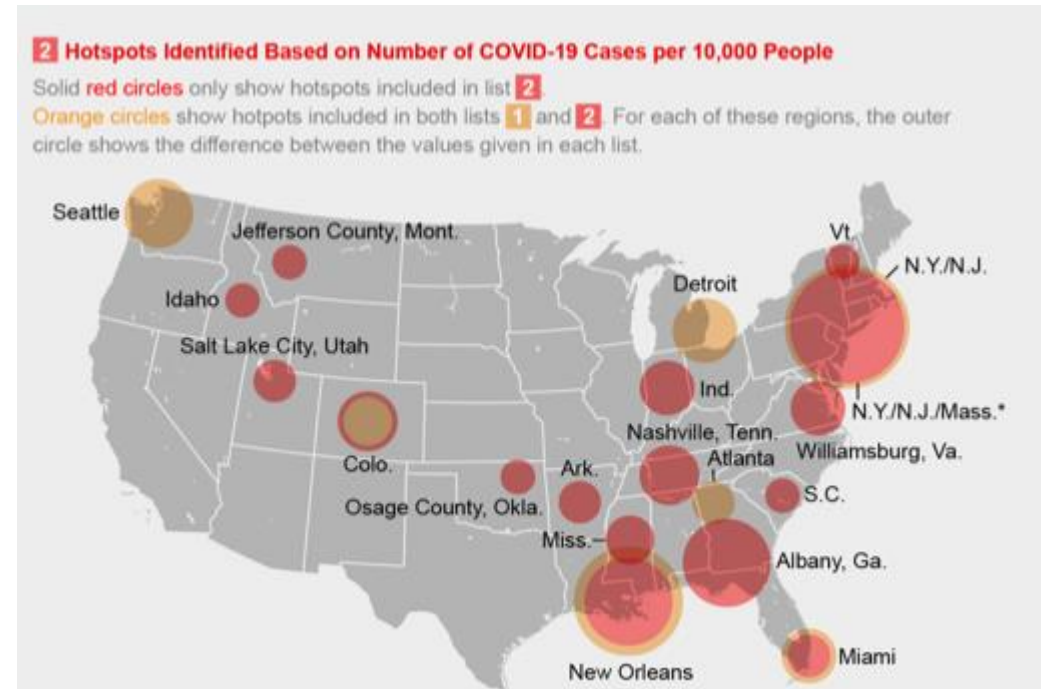 2 Hotspots Identified Based on Number of COVID-19 Cases per 10,000 People
Solid red circles only show hotspots included in list 2.
Orange circles show hotpots included in both lists 1 and 2. For each of these regions, the outer
circle shows the difference between the values given in each list.
Seattle
Jefferson County, Mont.
Vt.
N.Y./N.J.
Detroit
Idaho
Salt Lake City, Utah
Ind.
N.Y./N.J./Mass.*
Nashville, Tenn.
Williamsburg, Va.
Colo.
Ark.
Atlanta
S.C.
Osage County, Okla.
Miss.
Albany, Ga.
Miami
New Orleans